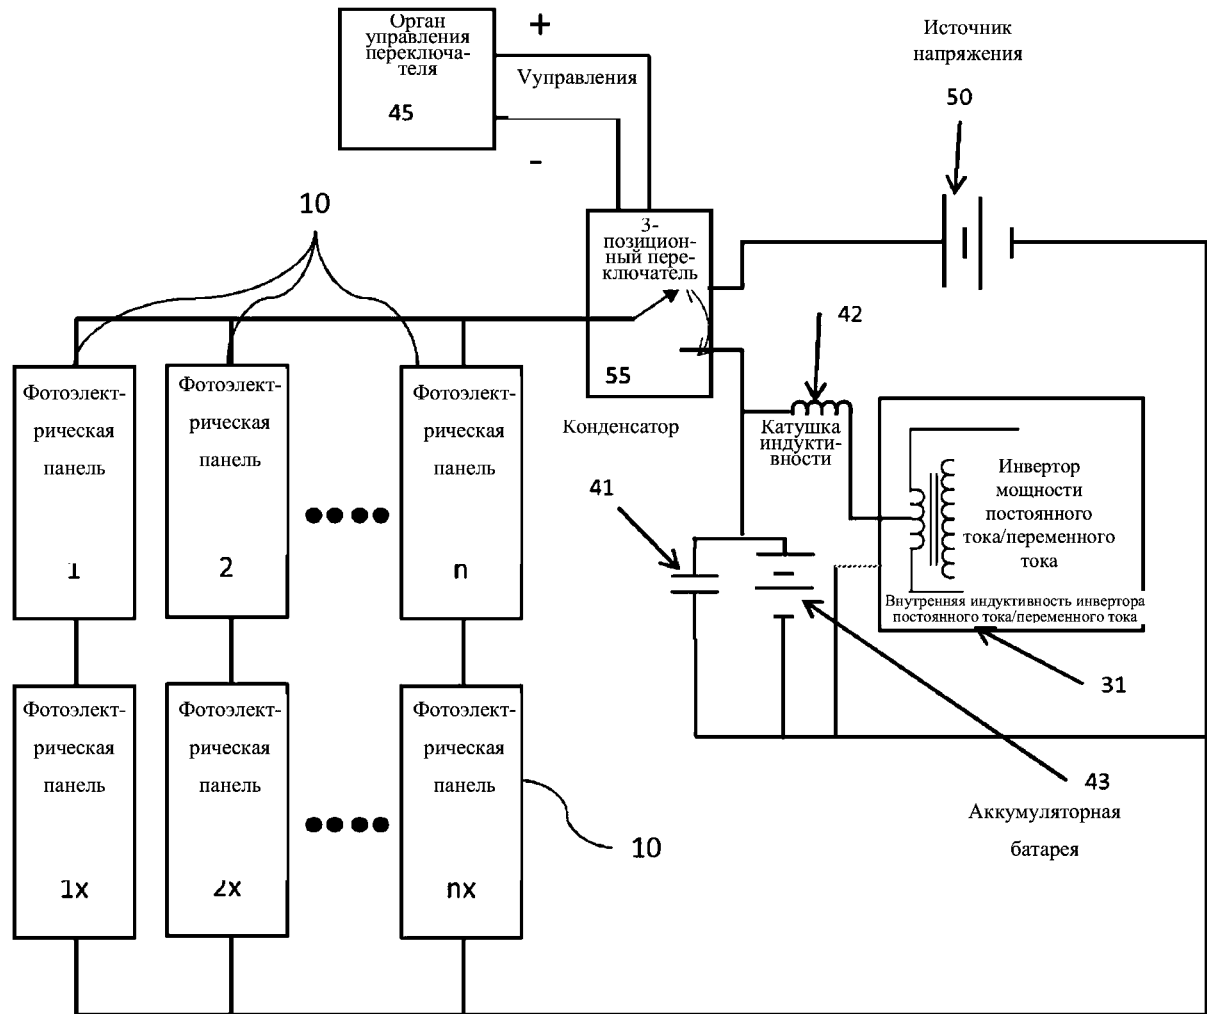 Орган
управления
переключа-
теля
45
+
Vуправления
-
Источник
напряжения
50
10
3-
позицион-
ный пере-
ключатель
55
42
Конденсатор
Катушка
индукти-
вности
41
Инвертор
мощности
постоянного
тока/переменного
тока
Внутренняя индуктивность инвертора
постоянного тока/переменного тока
31
43
Аккумуляторная
батарея
Фотоэлект-
рическая
панель
1
Фотоэлект-
рическая
панель
2
Фотоэлект-
рическая
панель
n
Фотоэлект-
рическая
панель
1x
Фотоэлект-
рическая
панель
2x
Фотоэлект-
рическая
панель
nx
10